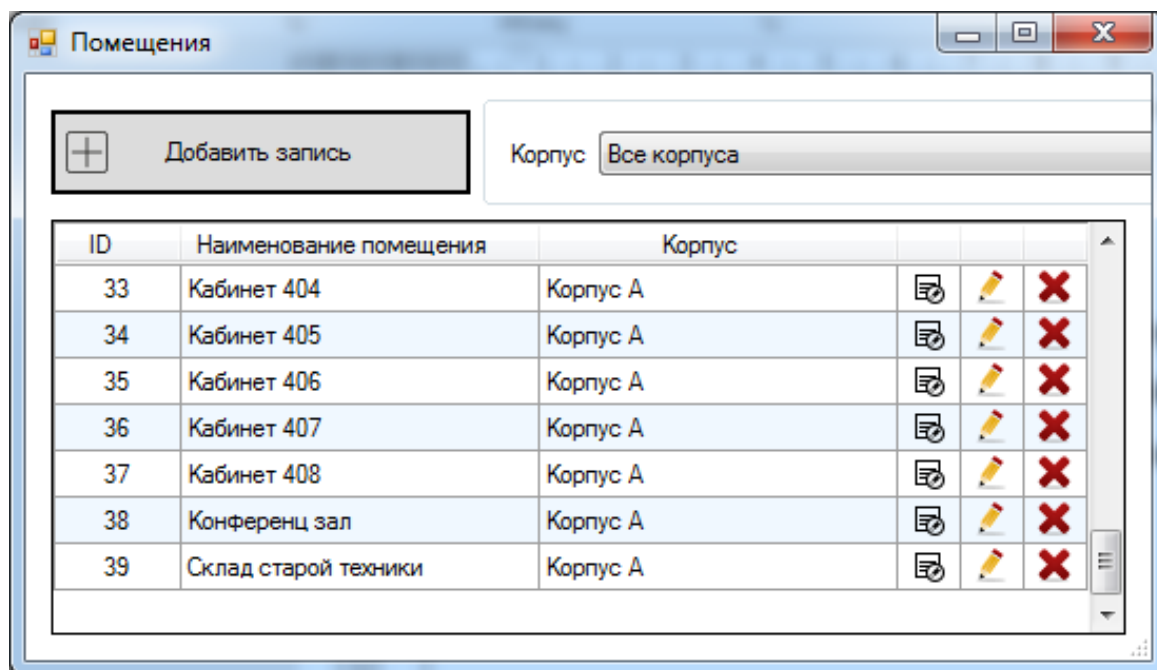 Помещения
Добавить запись
Корпус Все корпуса
ID Наименование помещения Корпус
33 Кабинет 404 Корпус А
34 Кабинет 405 Корпус А
35 Кабинет 406 Корпус А
36 Кабинет 407 Корпус А
37 Кабинет 408 Корпус А
38 Конференц зал Корпус А
39 Склад старой техники Корпус А